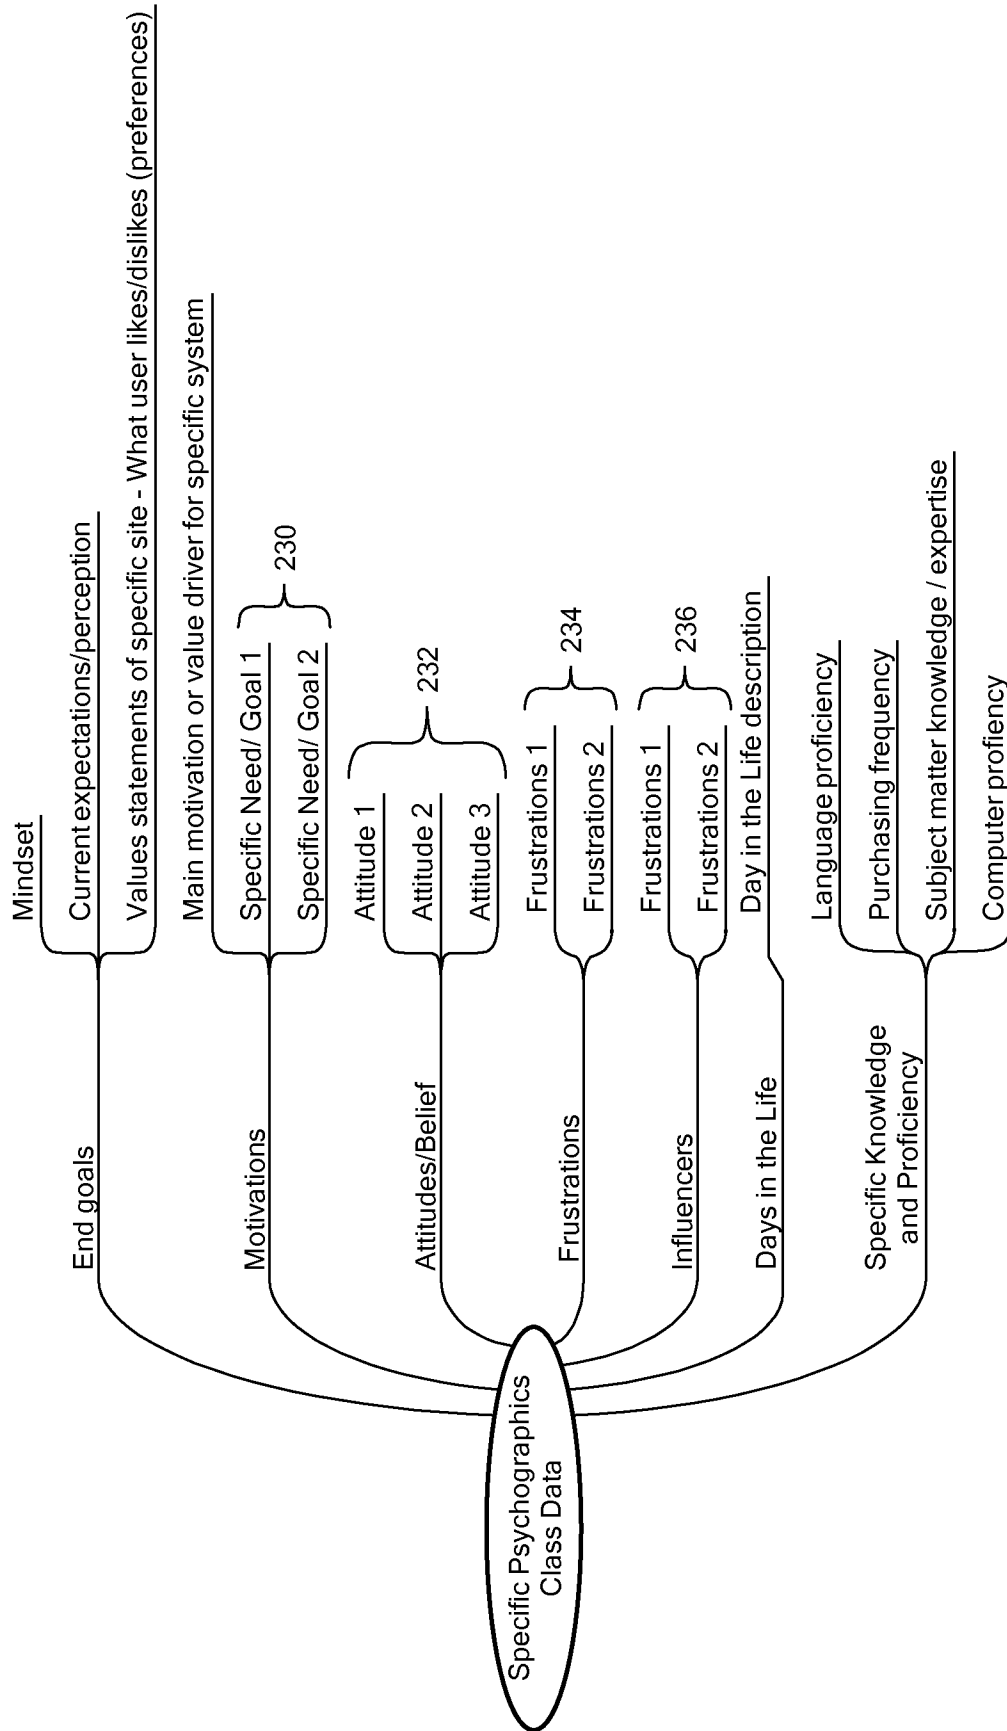 Specific Psychographics
Class Data
End goals
Mindset
Current expectations/perception
Values statements of specific site - What user likes/dislikes (preferences)
Motivations
Main motivation or value driver for specific system
Specific Need/ Goal 1
Specific Need/ Goal 2
230
Attitudes/Belief
Attitude 1
Attitude 2
Attitude 3
232
Frustrations
Frustrations 1
Frustrations 2
234
Influencers
Frustrations 1
Frustrations 2
236
Days in the Life
Day in the Life description
Specific Knowledge
and Proficiency
Language proficiency
Purchasing frequency
Subject matter knowledge / expertise
Computer profiency